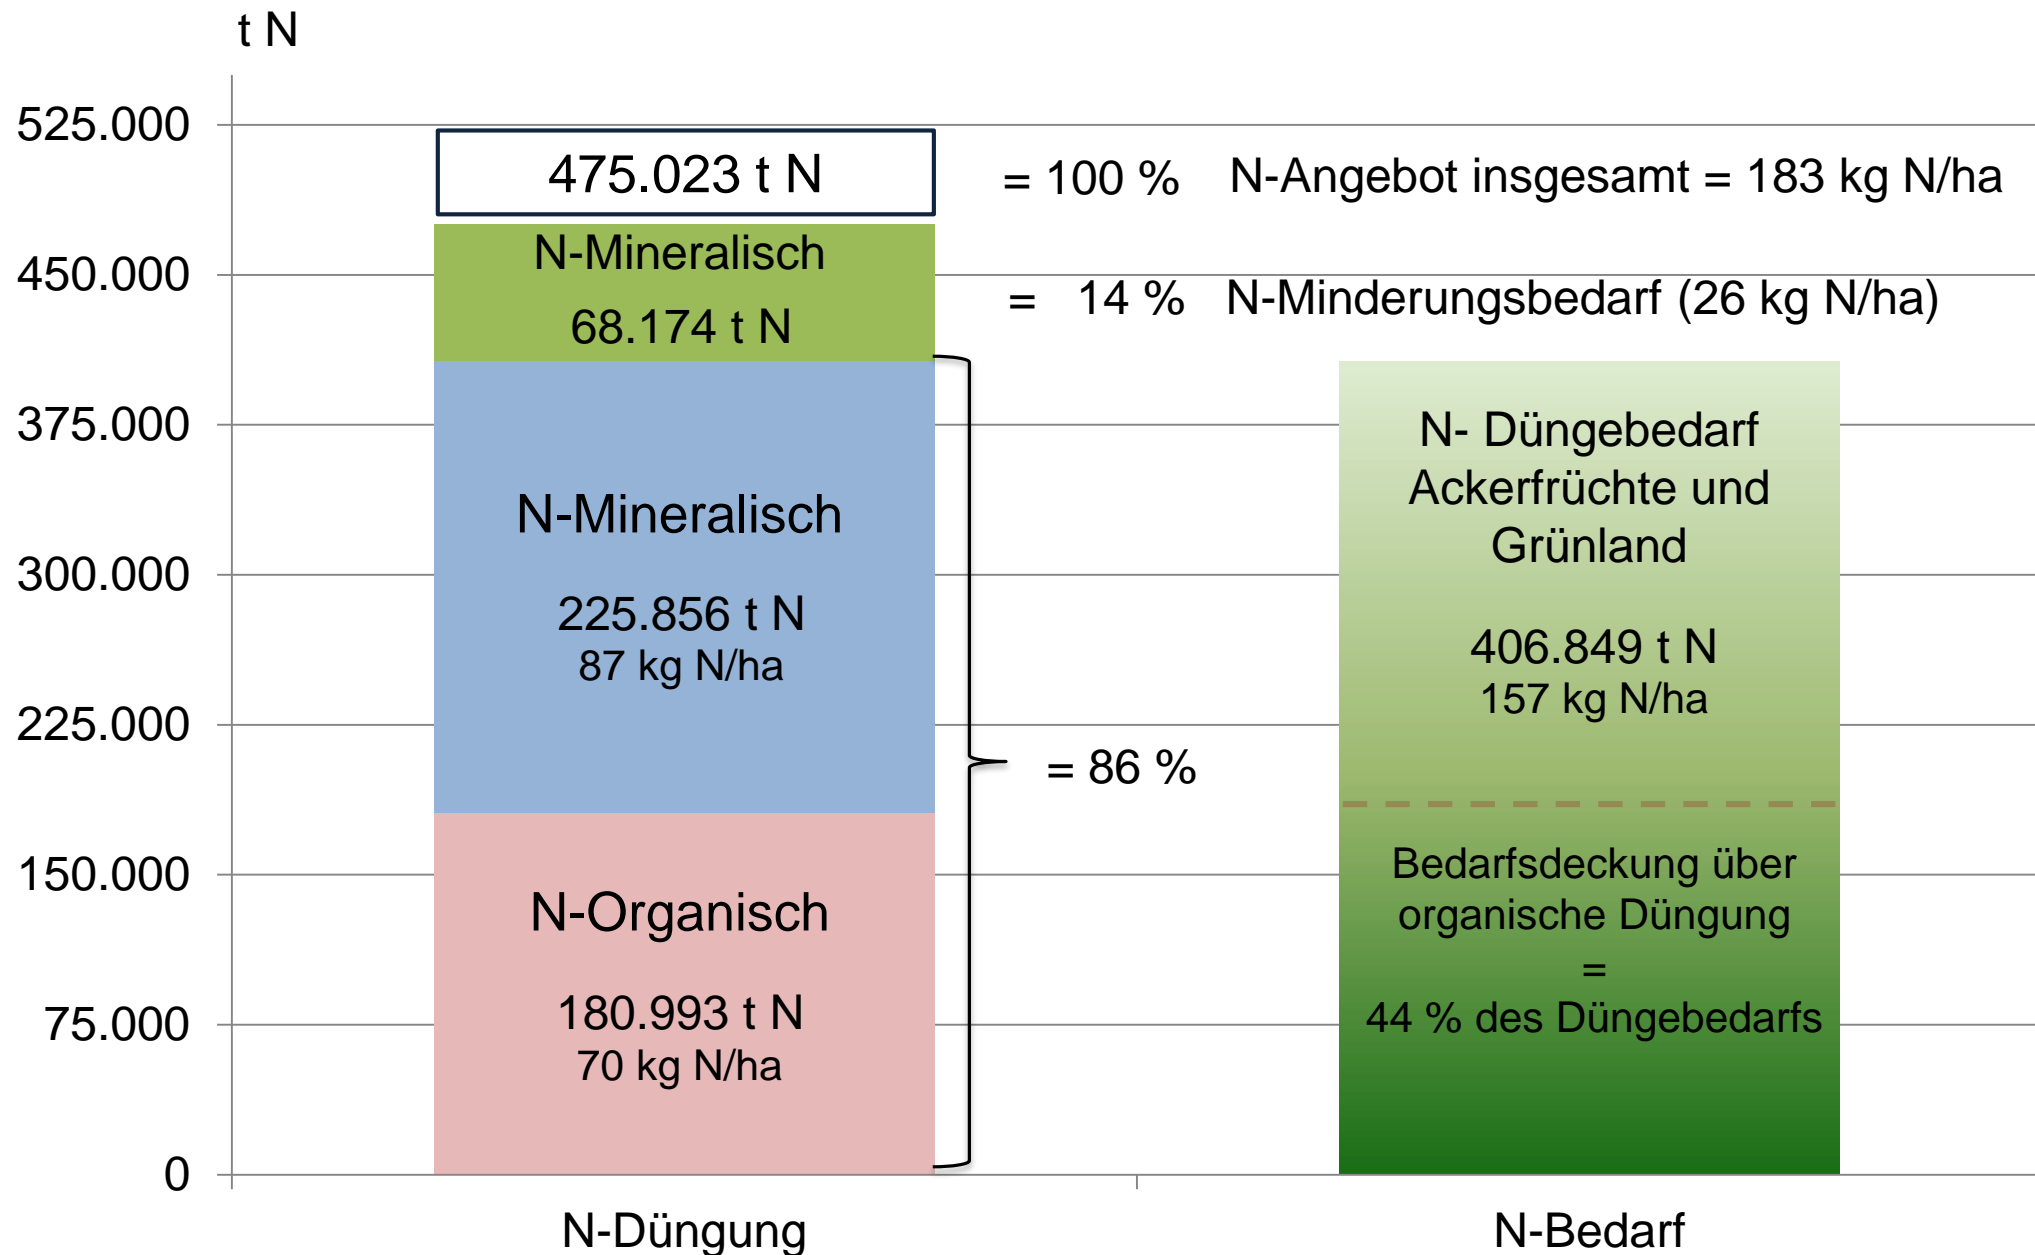 t N
525.000
450.000
375.000
300.000
225.000
150.000
75.000
0
475.023 t N
= 100 % N-Angebot insgesamt = 183 kg N/ha
N-Mineralisch
68.174 t N
= 14 % N-Minderungsbedarf (26 kg N/ha)
N-Mineralisch
225.856 t N
87 kg N/ha
= 86 %
N-Organisch
180.993 t N
70 kg N/ha
N- Düngebedarf
Ackerfrüchte und
Grünland
406.849 t N
157 kg N/ha
Bedarfsdeckung über
organische Düngung
=
44 % des Düngebedarfs
N-Düngung
N-Bedarf